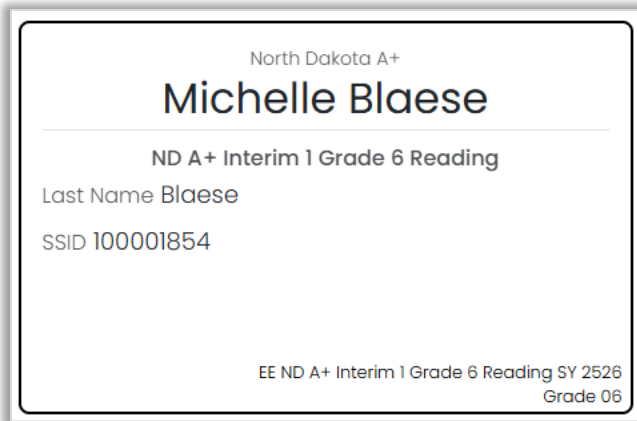 North Dakota A+
Michelle Blaese
ND A+ Interim 1 Grade 6 Reading
Last Name Blaese
SSID 100001854
EE ND A+ Interim 1 Grade 6 Reading SY 2526
Grade 06